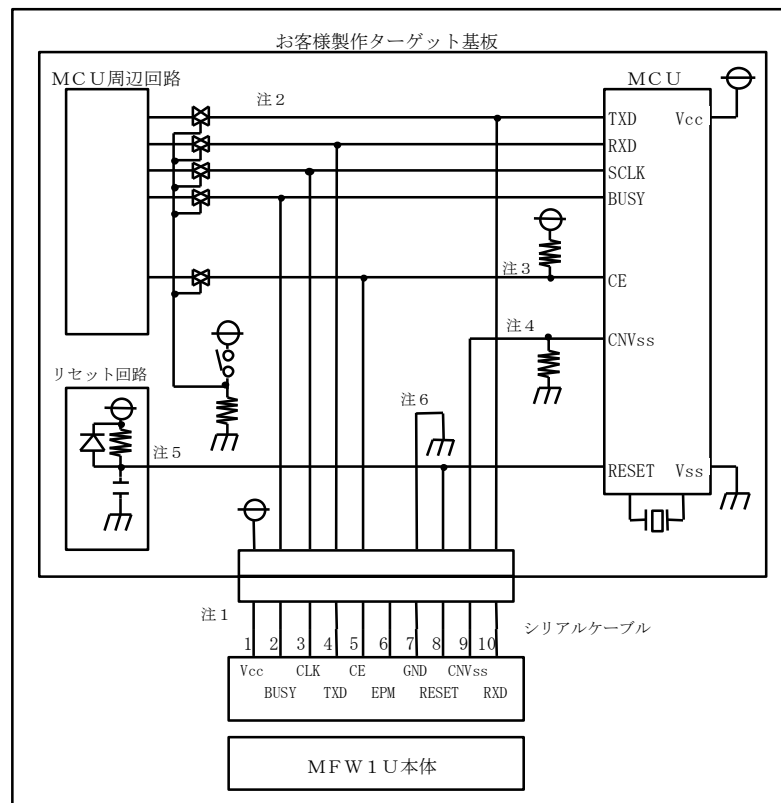 お客様製作ターゲット基板
ＭＣＵ周辺回路
ＭＣＵ
注２
TXD
Vcc
RXD
SCLK
BUSY
注３
CE
注４
CNVss
リセット回路
注６
注５
RESET
Vss
注１
シリアルケーブル
1 2 3 4 5 6 7 8 9 10
Vcc CLK CE GND CNVss
BUSY TXD EPM RESET RXD
ＭＦＷ１Ｕ本体